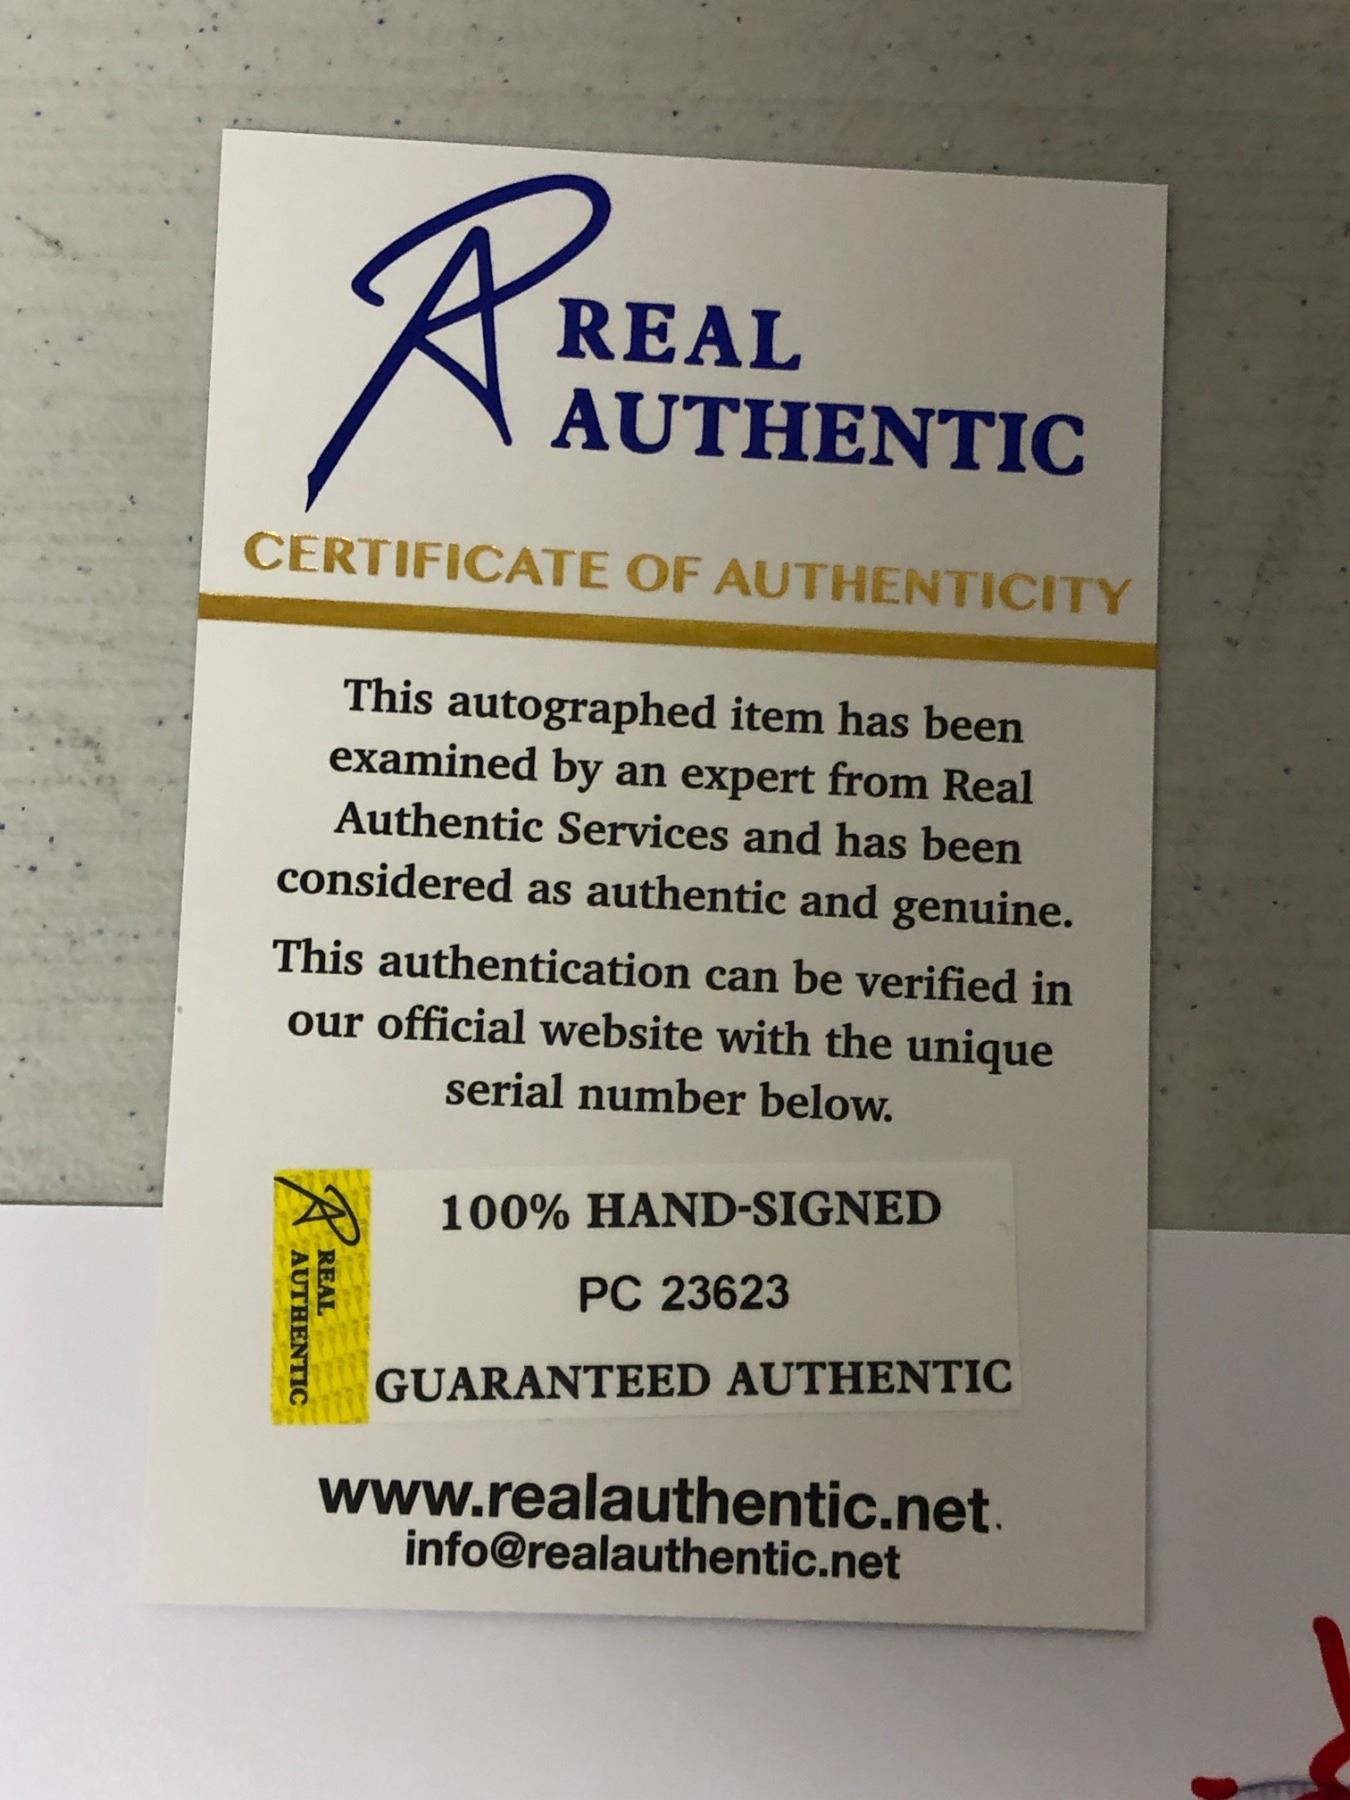 REAL
AUTHENTIC
CERTIFICATE OF AUTHENTICITY
This autographed item has been
examined by an expert from Real
Authentic Services and has been
considered as authentic and genuine.
This authentication can be verified in
our official website with the unique
serial number below.
REAL
AUTHENTIC
100% HAND-SIGNED
PC 23623
GUARANTEED AUTHENTIC
www.realauthentic.net.
info@realauthentic.net